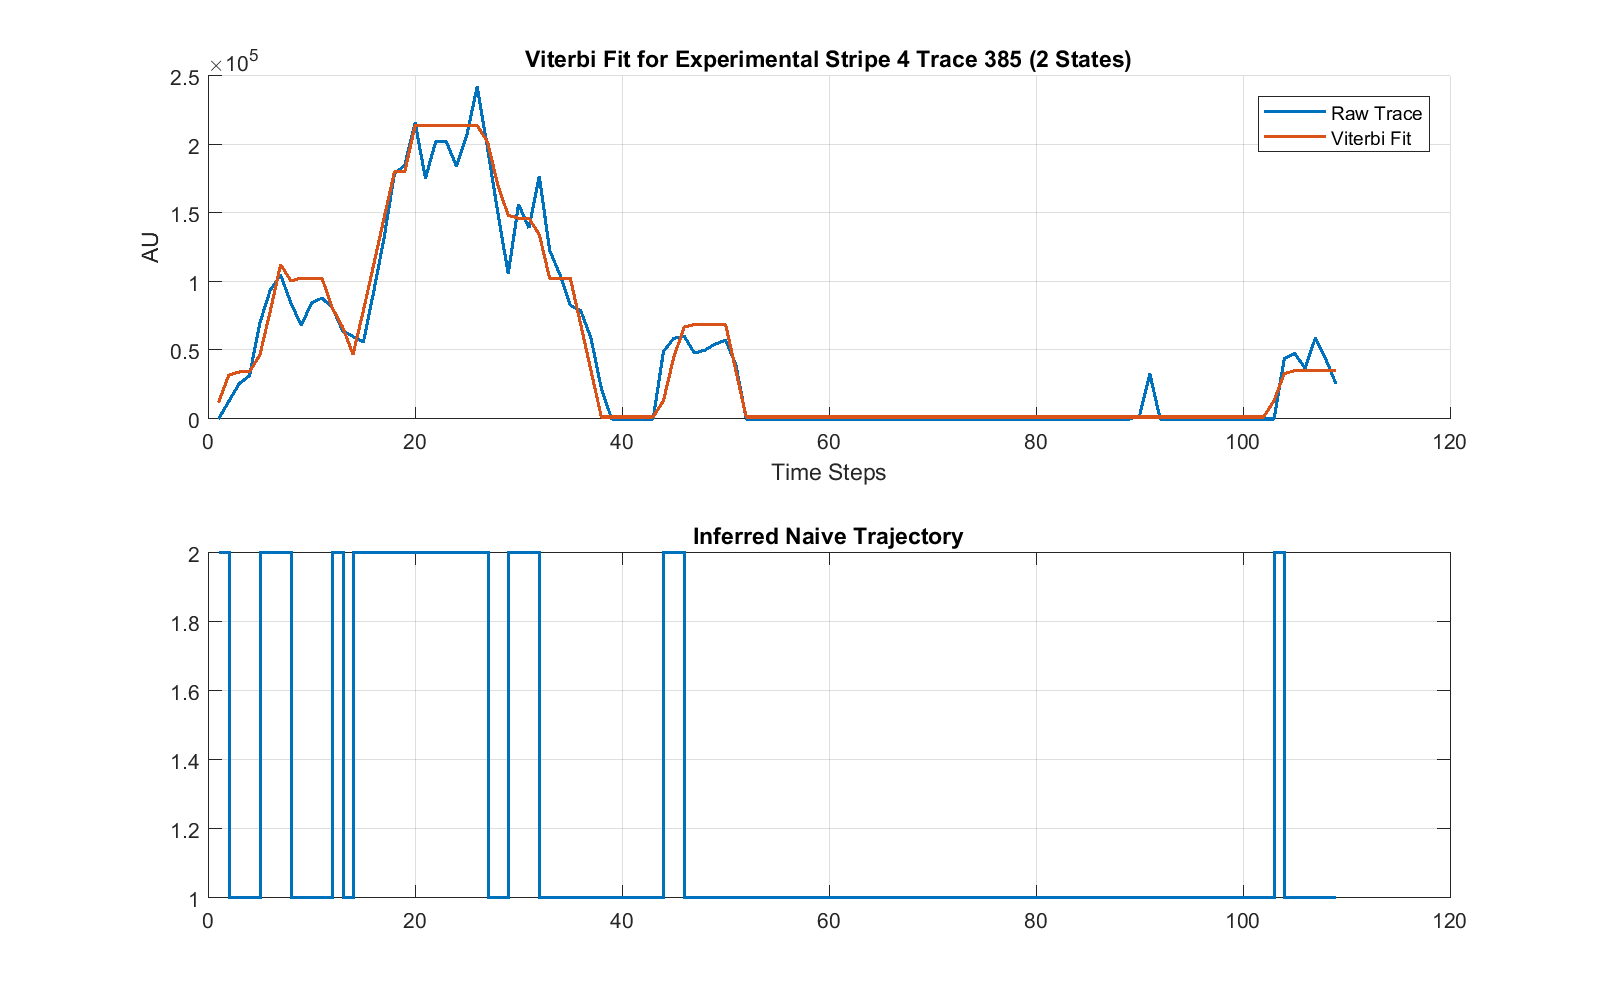 Viterbi Fit for Experimental Stripe 4 Trace 385 (2 States)
×10^5
2.5
2
1.5
1
0.5
0
AU
Raw Trace
Viterbi Fit
0 20 40 60 80 100 120
Time Steps
Inferred Naive Trajectory
2
1.8
1.6
1.4
1.2
1
0 20 40 60 80 100 120